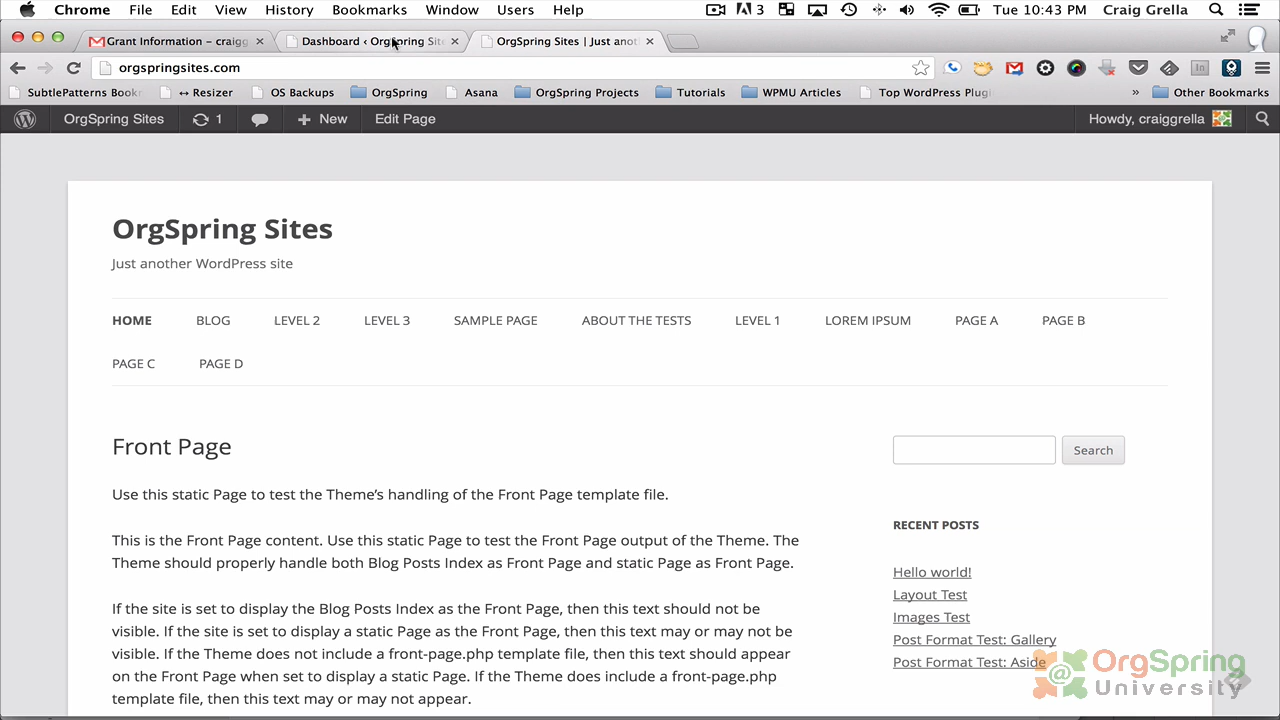 Chrome File Edit View History Bookmarks Window Users Help 3 Tue 10:43 PM Craig Grella
Grant Information – craigg Dashboard ‹ OrgSpring Site OrgSpring Sites | Just anot
orgspringsites.com
SubtlePatterns Bookn ↔ Resizer OS Backups OrgSpring Asana OrgSpring Projects Tutorials WPMU Articles Top WordPress Plugi » Other Bookmarks
OrgSpring Sites 1 + New Edit Page Howdy, craiggrella
OrgSpring Sites
Just another WordPress site
HOME BLOG LEVEL 2 LEVEL 3 SAMPLE PAGE ABOUT THE TESTS LEVEL 1 LOREM IPSUM PAGE A PAGE B
PAGE C PAGE D
Front Page
Search
Use this static Page to test the Theme's handling of the Front Page template file.
This is the Front Page content. Use this static Page to test the Front Page output of the Theme. The
Theme should properly handle both Blog Posts Index as Front Page and static Page as Front Page.
If the site is set to display the Blog Posts Index as the Front Page, then this text should not be
visible. If the site is set to display a static Page as the Front Page, then this text may or may not be
visible. If the Theme does not include a front-page.php template file, then this text should appear
on the Front Page when set to display a static Page. If the Theme does include a front-page.php
template file, then this text may or may not appear.
RECENT POSTS
Hello world!
Layout Test
Images Test
Post Format Test: Gallery
Post Format Test: Aside
@ OrgSpring
University